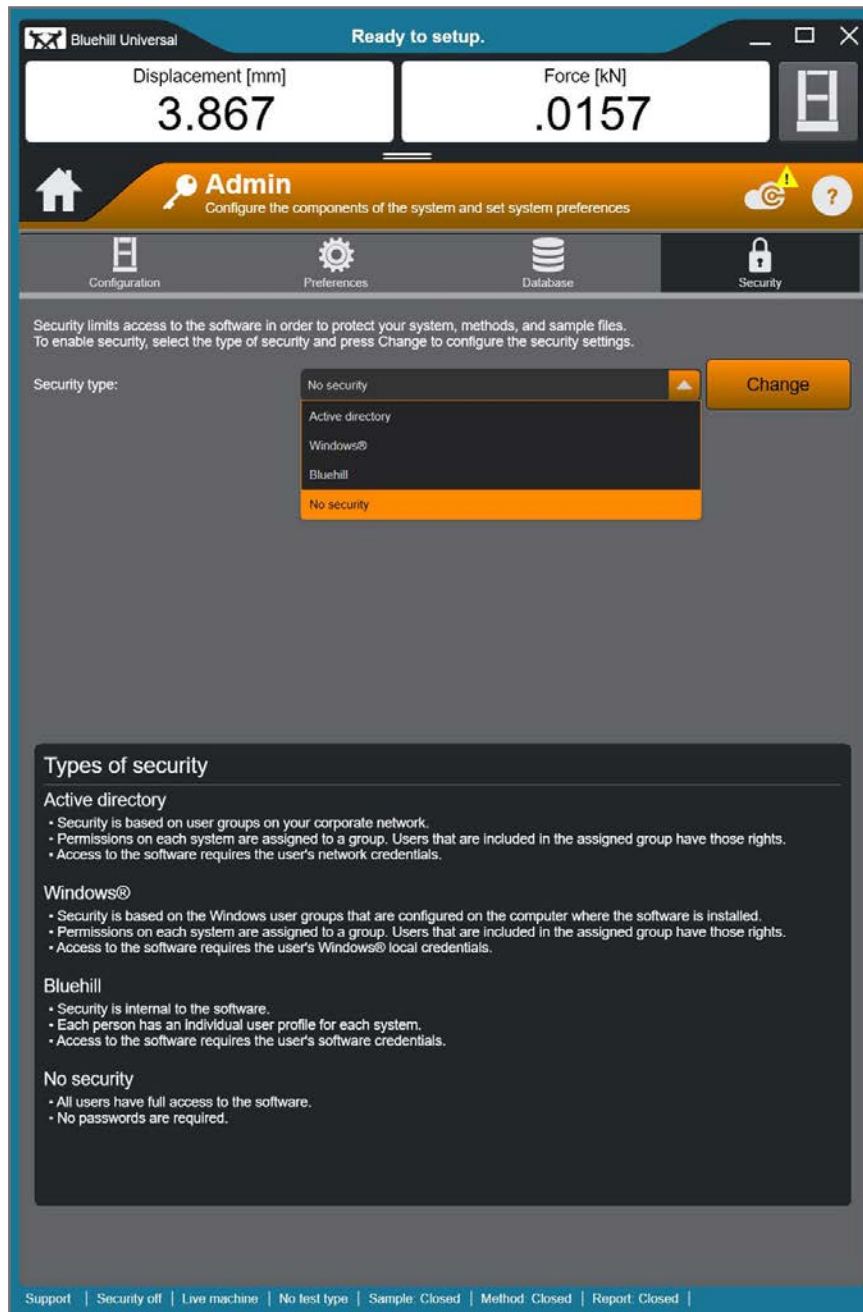 Bluehill Universal
Ready to setup.
Displacement [mm]
3.867
Force [kN]
.0157
Admin
Configure the components of the system and set system preferences
!
C
?
Configuration
Preferences
Database
Security
Security limits access to the software in order to protect your system, methods, and sample files.
To enable security, select the type of security and press Change to configure the security settings.
Security type:
No security
Change
Active directory
Windows®
Bluehill
No security
Types of security
Active directory
• Security is based on user groups on your corporate network.
• Permissions on each system are assigned to a group. Users that are included in the assigned group have those rights.
• Access to the software requires the user's network credentials.
Windows®
• Security is based on the Windows user groups that are configured on the computer where the software is installed.
• Permissions on each system are assigned to a group. Users that are included in the assigned group have those rights.
• Access to the software requires the user's Windows® local credentials.
Bluehill
• Security is internal to the software.
• Each person has an individual user profile for each system.
• Access to the software requires the user's software credentials.
No security
• All users have full access to the software.
• No passwords are required.
Support | Security off | Live machine | No test type | Sample: Closed | Method: Closed | Report: Closed |